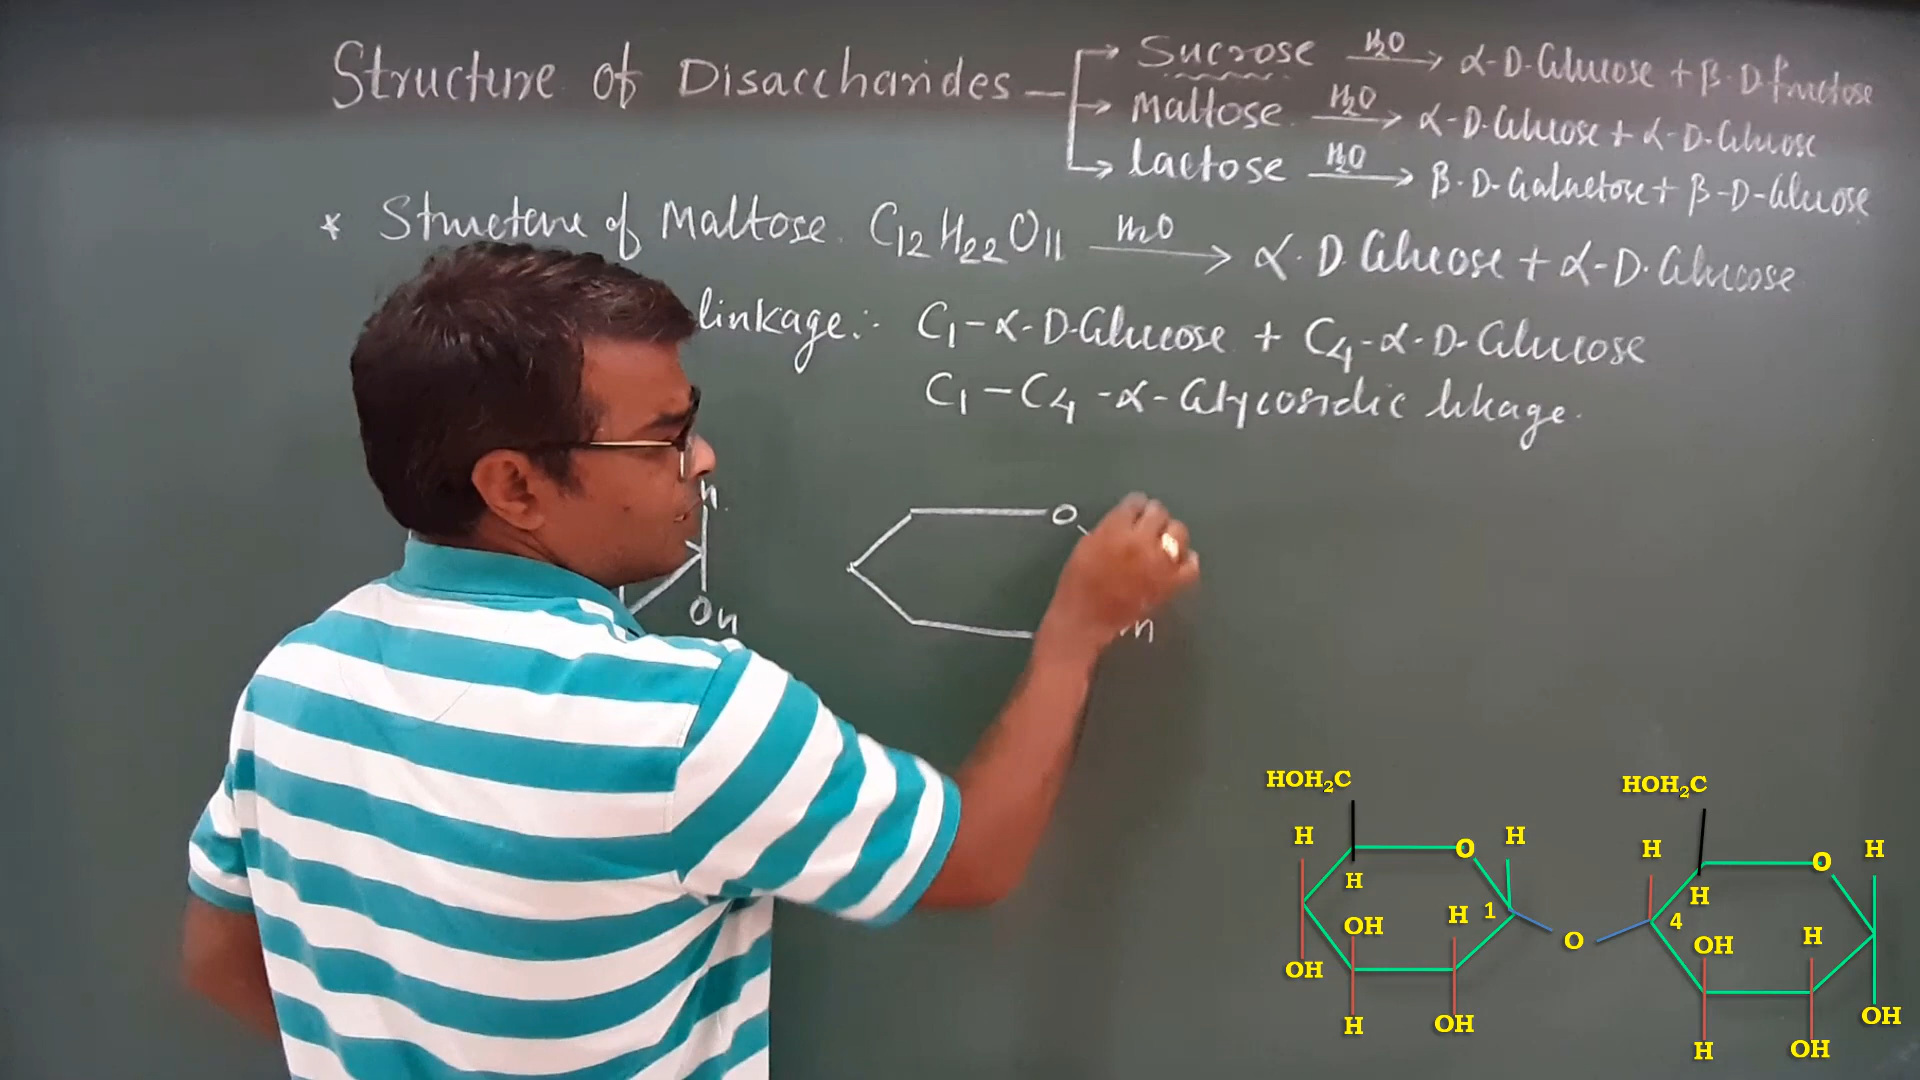 Structure of Disaccharides
Sucrose H2O α-D-Glucose + β-D fructose
Maltose H2O α-D-Glucose + α-D-Glucose
lactose H2O β-D-Galactose + β-D-Glucose
* Structure of Maltose. C12H22O11 H2O α.D.Glucose + α-D.Glucose
linkage:- C1-α-D-Glucose + C4-α-D-Glucose
C1-C4-α-Glycosidic likage.
H
O
OH
H
HOH₂C HOH₂C
H O H H O H
H H
OH H 1 4 OH H
O
OH OH
H OH H OH